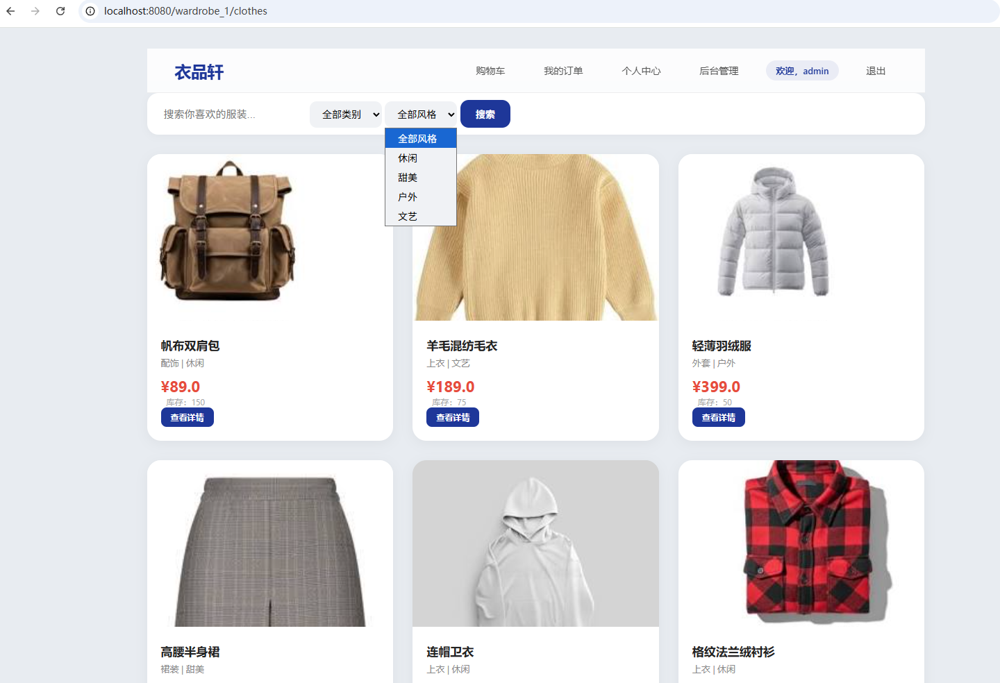 localhost:8080/wardrobe_1/clothes
衣品轩
购物车
我的订单
个人中心
后台管理
欢迎，admin
退出
搜索你喜欢的服装...
全部类别
全部风格
搜索
全部风格
休闲
甜美
户外
文艺
帆布双肩包
配饰 | 休闲
¥89.0
库存：150
查看详情
羊毛混纺毛衣
上衣 | 文艺
¥189.0
库存：75
查看详情
轻薄羽绒服
外套 | 户外
¥399.0
库存：50
查看详情
高腰半身裙
裙装 | 甜美
连帽卫衣
上衣 | 休闲
格纹法兰绒衬衫
上衣 | 休闲